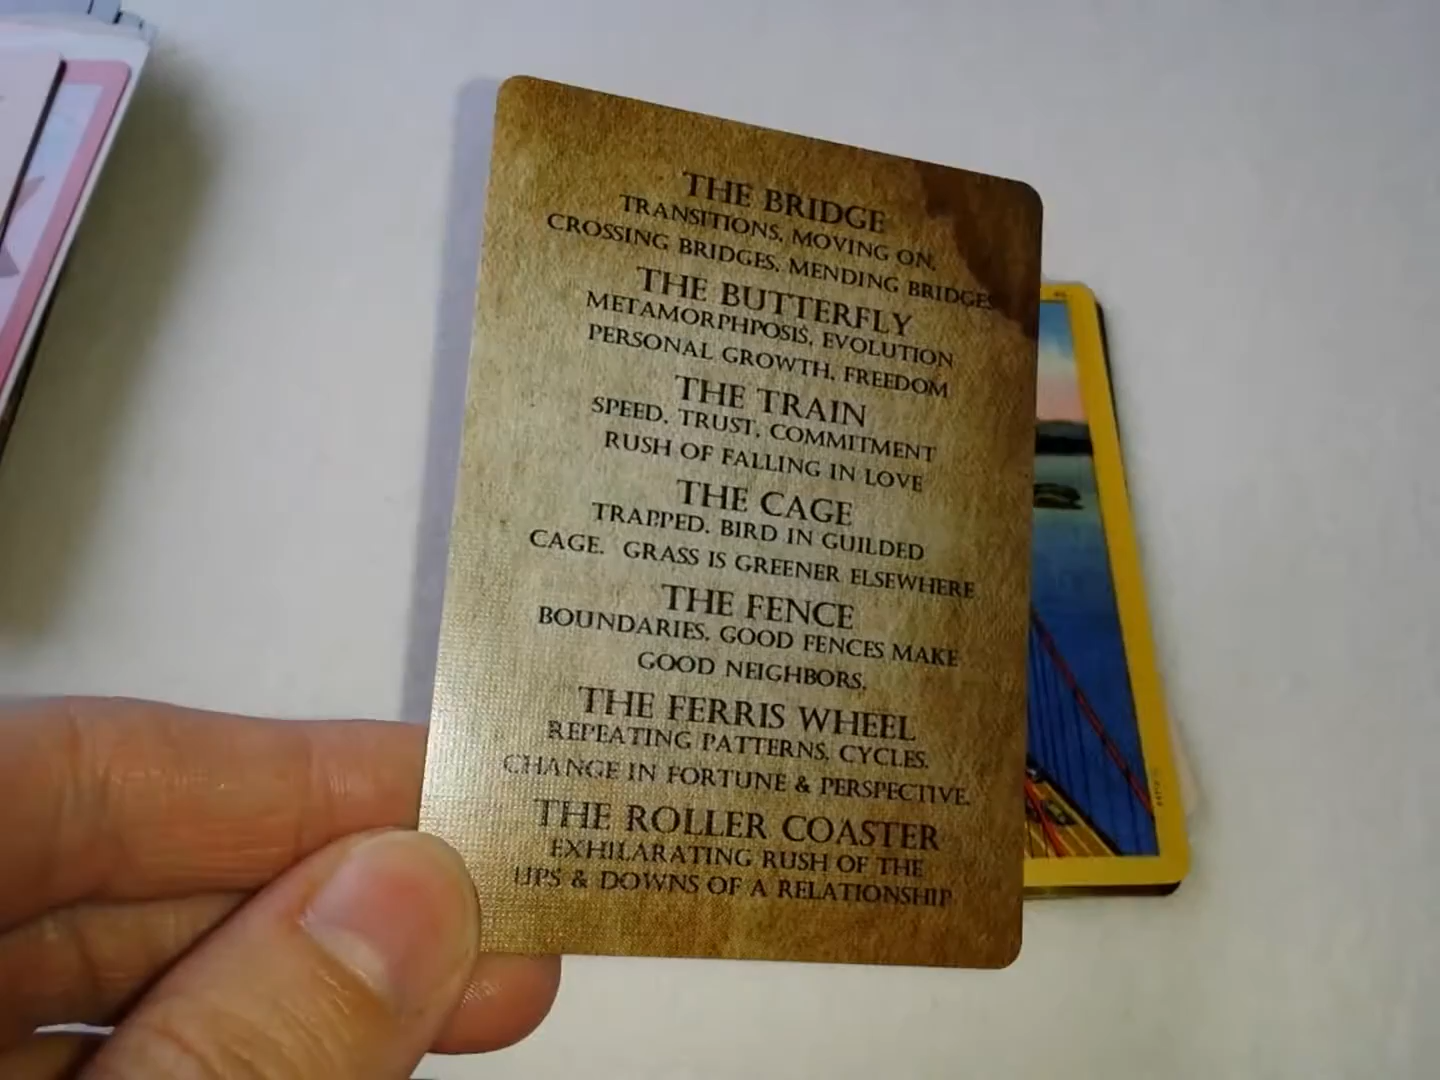 THE BRIDGE
TRANSITIONS, MOVING ON,
CROSSING BRIDGES, MENDING BRIDGES
THE BUTTERFLY
METAMORPHPOSIS, EVOLUTION
PERSONAL GROWTH, FREEDOM
THE TRAIN
SPEED, TRUST, COMMITMENT
RUSH OF FALLING IN LOVE
THE CAGE
TRAPPED. BIRD IN GUILDED
CAGE. GRASS IS GREENER ELSEWHERE
THE FENCE
BOUNDARIES. GOOD FENCES MAKE
GOOD NEIGHBORS.
THE FERRIS WHEEL
REPEATING PATTERNS, CYCLES.
CHANGE IN FORTUNE & PERSPECTIVE.
THE ROLLER COASTER
EXHILARATING RUSH OF THE
UPS & DOWNS OF A RELATIONSHIP